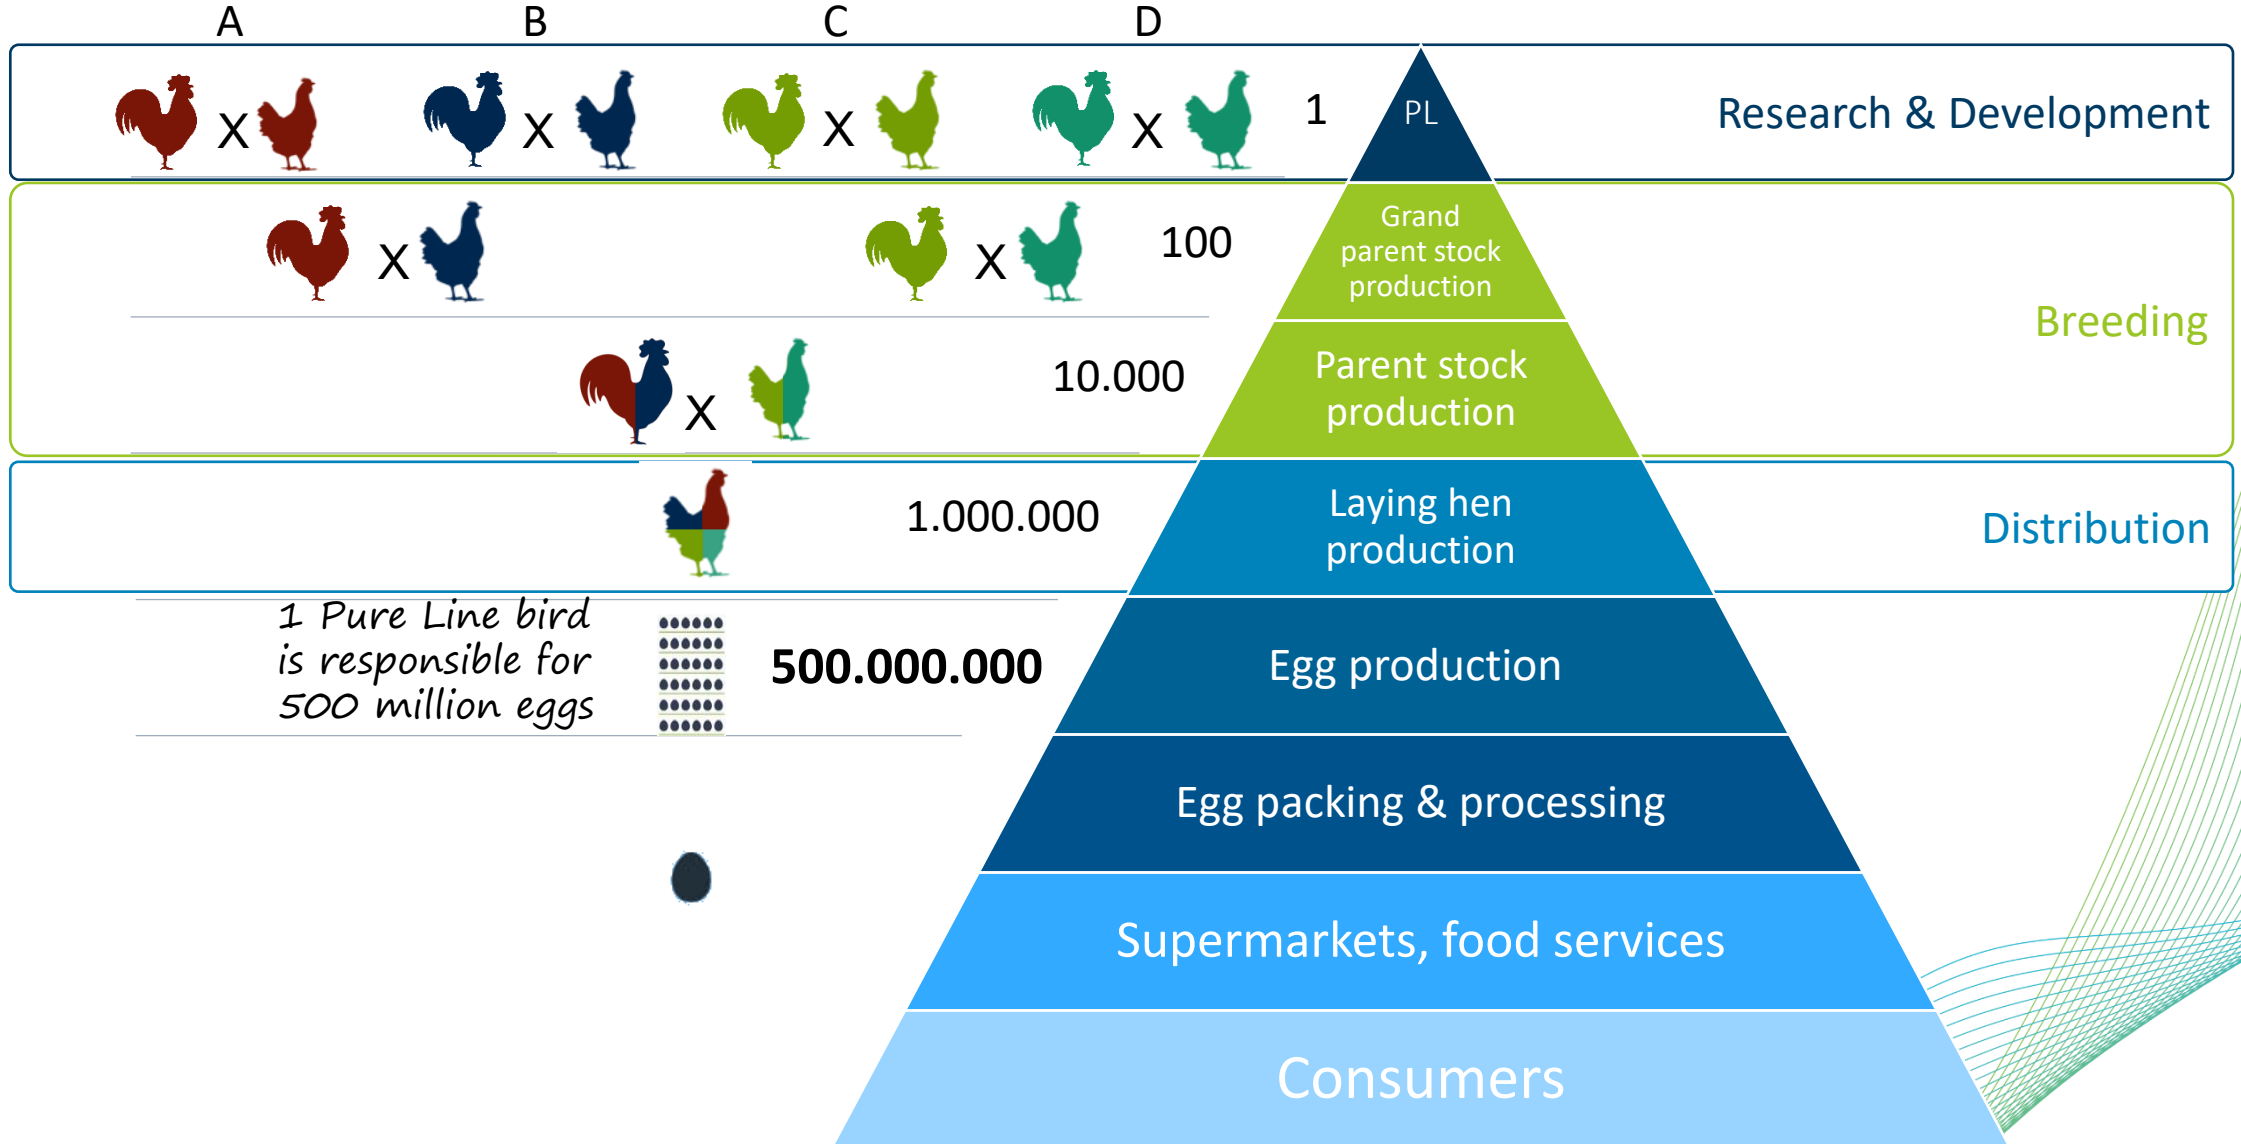 A B C D
X X X X 1 PL Research & Development
X X 100 Grand
parent stock
production
Breeding
X 10.000 Parent stock
production
1.000.000 Laying hen
production
Distribution
1 Pure Line bird
is responsible for
500 million eggs
500.000.000 Egg production
Egg packing & processing
Supermarkets, food services
Consumers